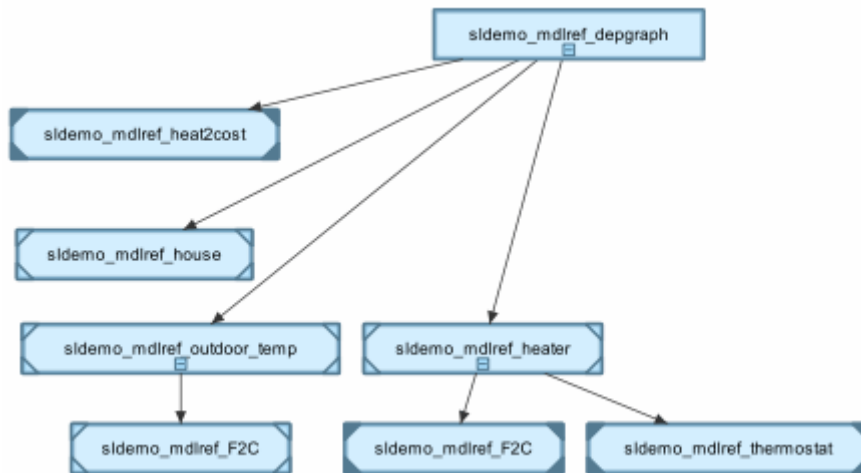 sldemo_mdlref_depgraph
sldemo_mdlref_heat2cost
sldemo_mdlref_house
sldemo_mdlref_outdoor_temp
sldemo_mdlref_heater
sldemo_mdlref_F2C
sldemo_mdlref_F2C
sldemo_mdlref_thermostat